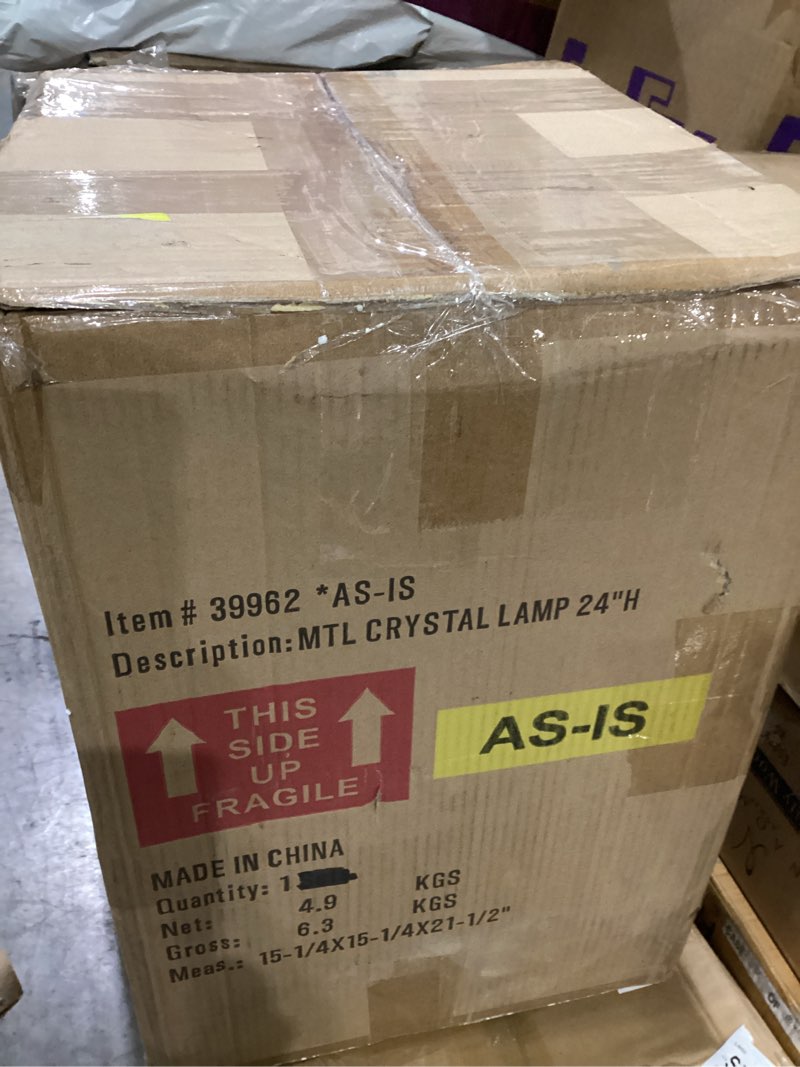 Item # 39962 *AS-IS
Description: MTL CRYSTAL LAMP 24"H
THIS
SIDE
UP
FRAGILE
AS-IS
MADE IN CHINA
Quantity: 1
Net: 4.9 KGS
Gross: 6.3 KGS
Meas.: 15-1/4X15-1/4X21-1/2"